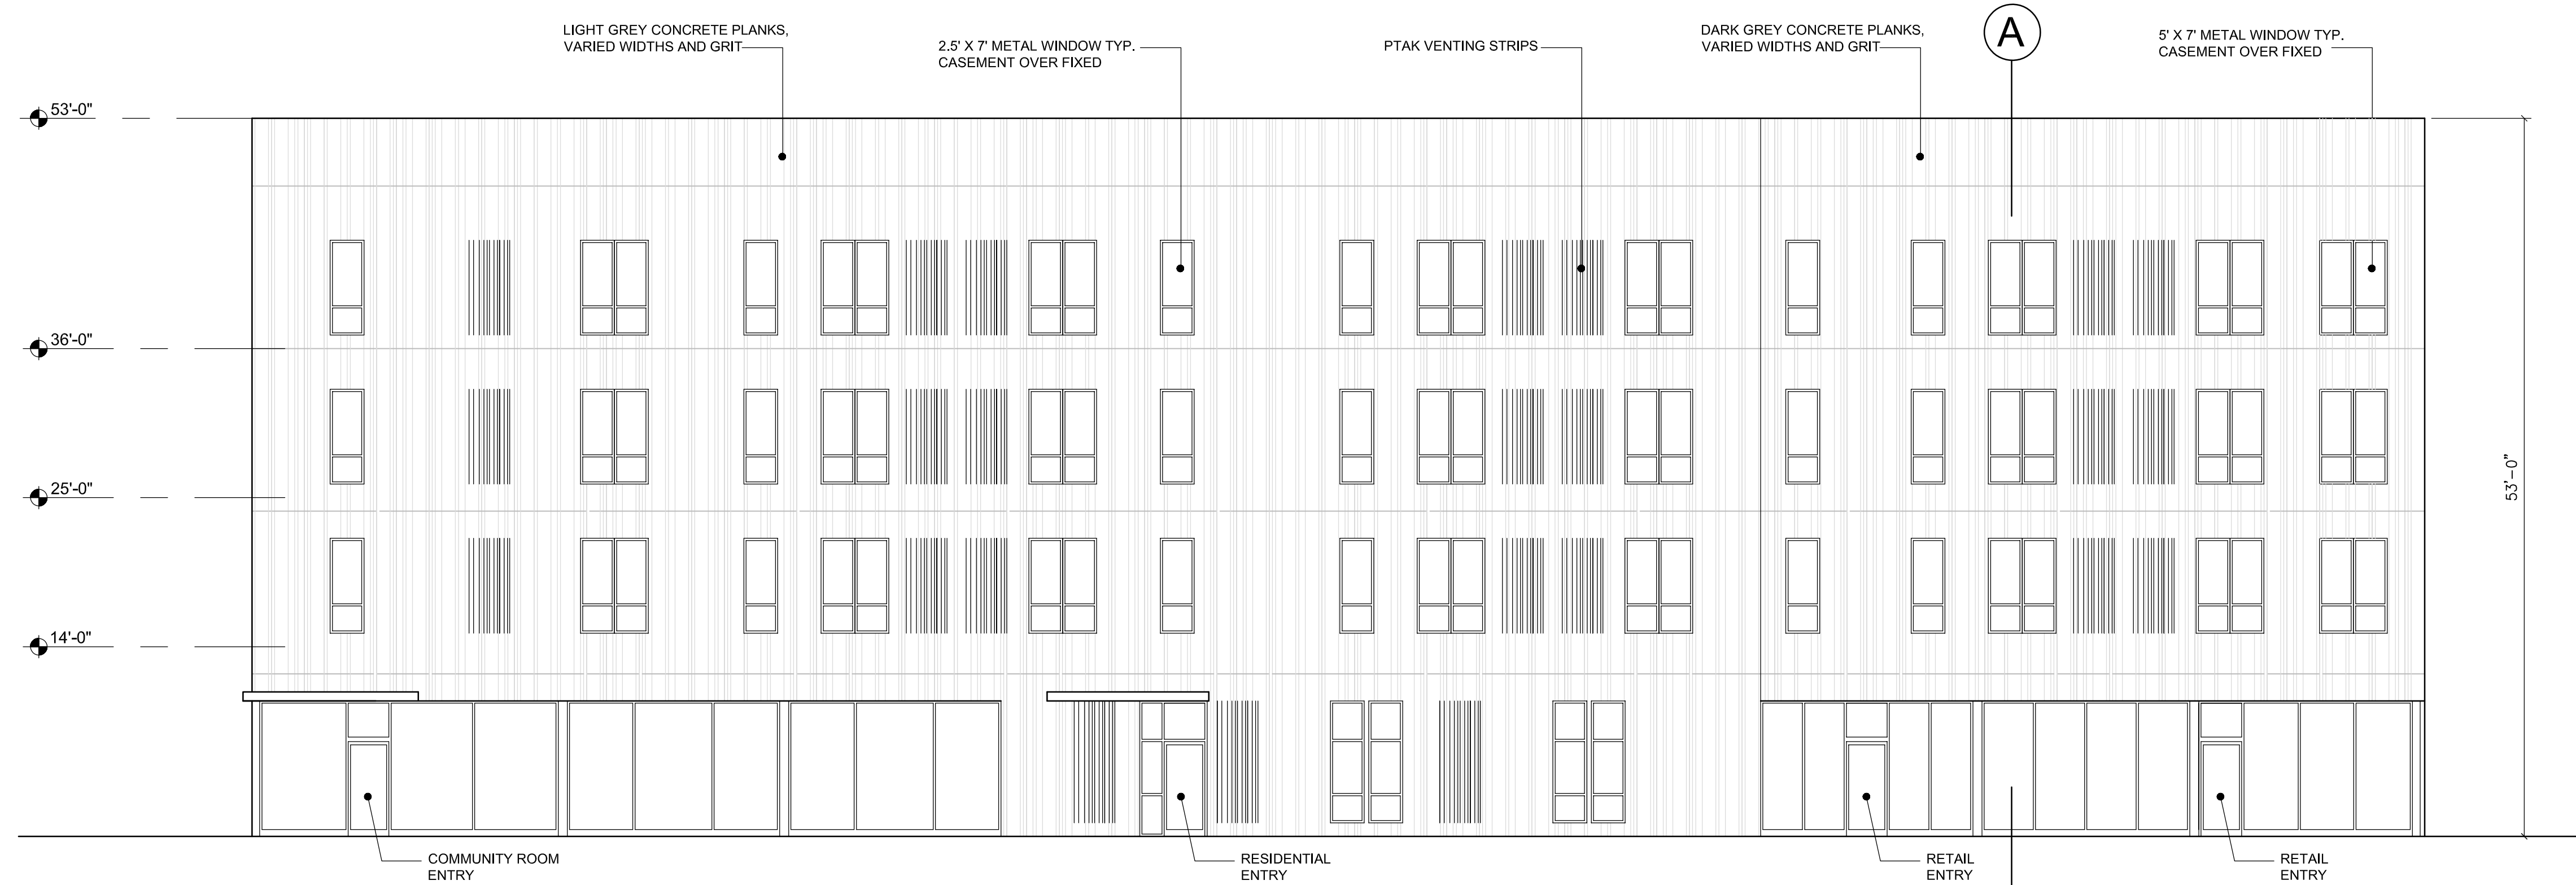 LIGHT GREY CONCRETE PLANKS,
VARIED WIDTHS AND GRIT
2.5' X 7' METAL WINDOW TYP.
CASEMENT OVER FIXED
PTAK VENTING STRIPS
DARK GREY CONCRETE PLANKS,
VARIED WIDTHS AND GRIT
A
5' X 7' METAL WINDOW TYP.
CASEMENT OVER FIXED
53'-0"
36'-0"
25'-0"
14'-0"
53'-0"
COMMUNITY ROOM
ENTRY
RESIDENTIAL
ENTRY
RETAIL
ENTRY
RETAIL
ENTRY